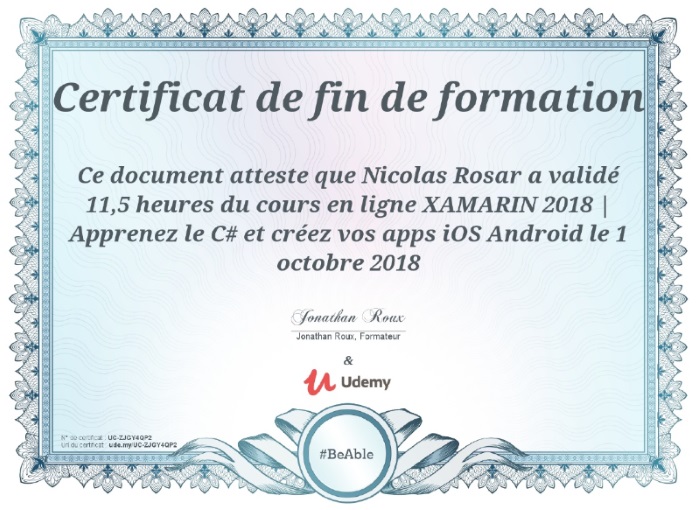 Certificat de fin de formation
Ce document atteste que Nicolas Rosar a validé
11,5 heures du cours en ligne XAMARIN 2018 |
Apprenez le C# et créez vos apps iOS Android le 1
octobre 2018
Jonathan Roux
Jonathan Roux, Formateur
&
Udemy
N° de certificat : UC-ZJGY4QP2
Url du certificat : ude.my/UC-ZJGY4QP2
#BeAble